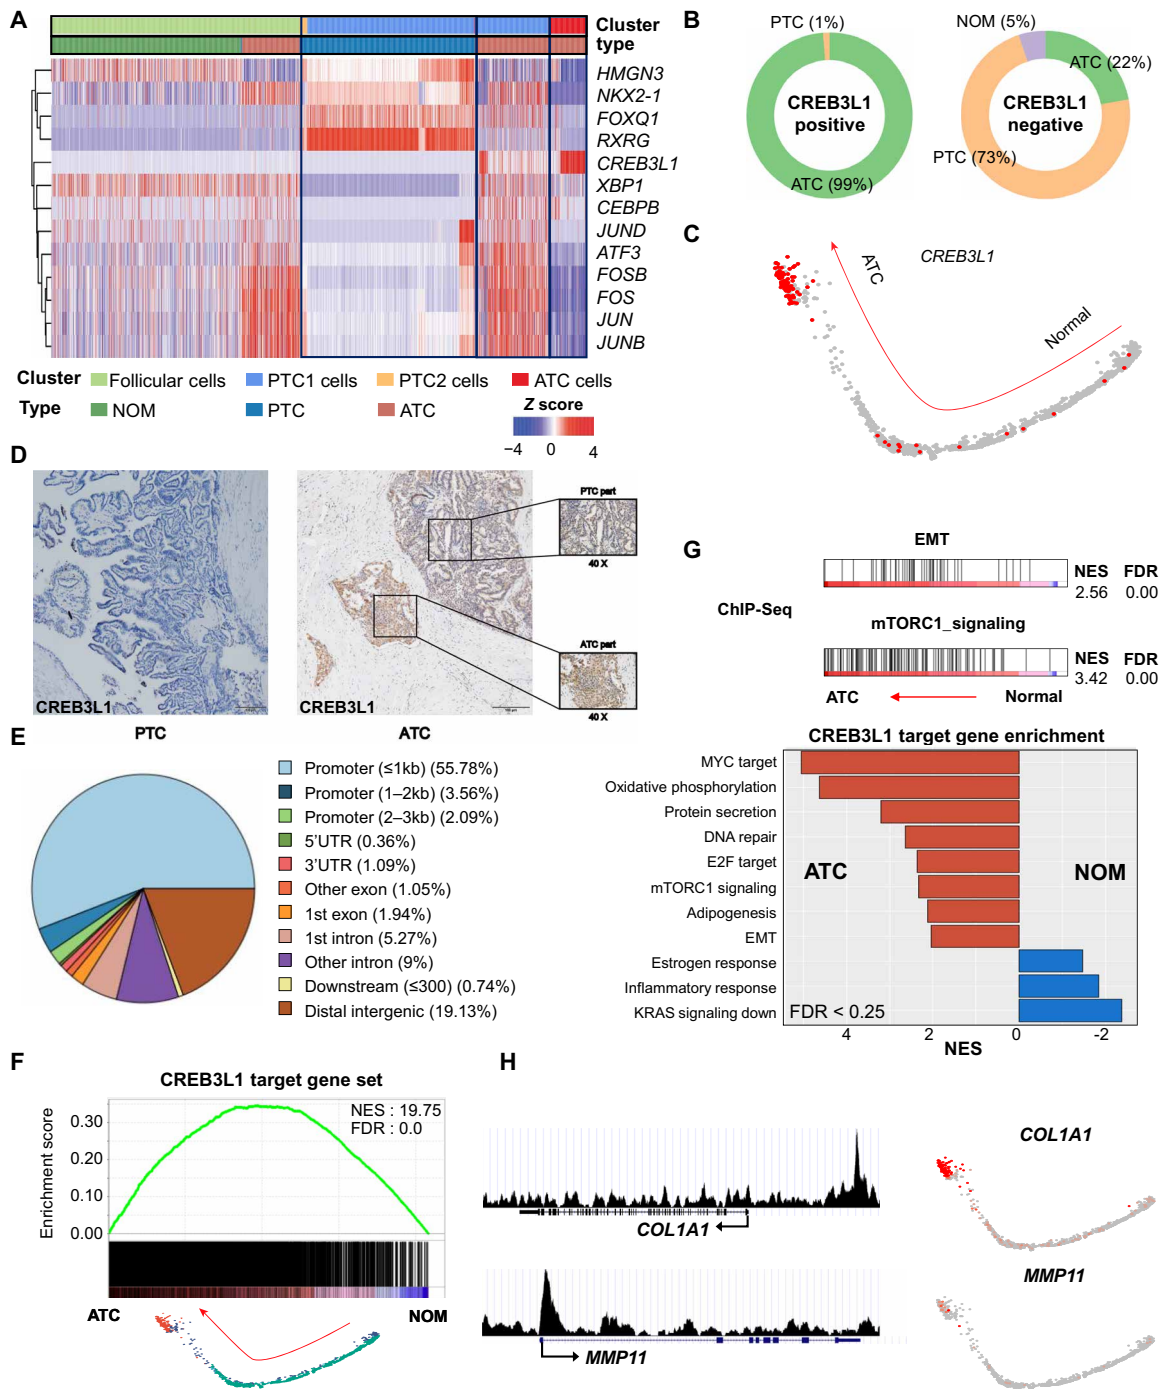 A
Cluster
type
HMGN3
NKX2-1
FOXQ1
RXRG
CREB3L1
XBP1
CEBPB
JUND
ATF3
FOSB
FOS
JUN
JUNB
Cluster Follicular cells PTC1 cells PTC2 cells ATC cells
Type NOM PTC ATC
Z score
−4 0 4
B
PTC (1%)
CREB3L1
positive
ATC (99%)
NOM (5%)
ATC (22%)
CREB3L1
negative
PTC (73%)
C
CREB3L1
ATC
Normal
D
CREB3L1
PTC
CREB3L1
ATC
PTC part
40 X
ATC part
40 X
E
Promoter (≤1kb) (55.78%)
Promoter (1–2kb) (3.56%)
Promoter (2–3kb) (2.09%)
5'UTR (0.36%)
3'UTR (1.09%)
Other exon (1.05%)
1st exon (1.94%)
1st intron (5.27%)
Other intron (9%)
Downstream (≤300) (0.74%)
Distal intergenic (19.13%)
F
CREB3L1 target gene set
NES : 19.75
FDR : 0.0
Enrichment score
0.30
0.20
0.10
0.00
ATC NOM
G
ChIP-Seq
EMT
NES FDR
2.56 0.00
mTORC1_signaling
NES FDR
3.42 0.00
ATC Normal
CREB3L1 target gene enrichment
MYC target
Oxidative phosphorylation
Protein secretion
DNA repair
E2F target
mTORC1 signaling
Adipogenesis
EMT
Estrogen response
Inflammatory response
KRAS signaling down
ATC NOM
FDR < 0.25
4 2 0 -2
NES
H
COL1A1
COL1A1
MMP11
MMP11